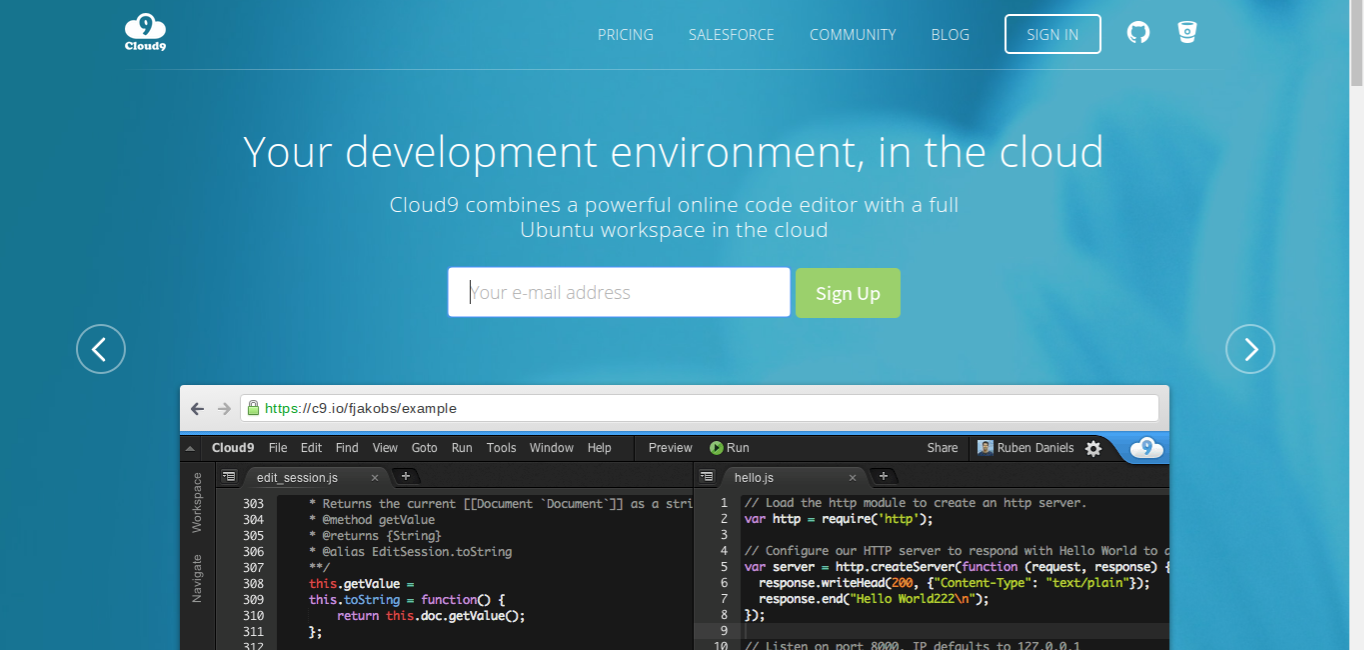 9
Cloud9
PRICING
SALESFORCE
COMMUNITY
BLOG
SIGN IN
Your development environment, in the cloud
Cloud9 combines a powerful online code editor with a full
Ubuntu workspace in the cloud
Your e-mail address
Sign Up
https://c9.io/fjakobs/example
Cloud9 File Edit Find View Goto Run Tools Window Help Preview Run Share Ruben Daniels 9
Workspace
Navigate
edit_session.js
303 * Returns the current [[Document `Document`]] as a stri
304 * @method getValue
305 * @returns {String}
306 * @alias EditSession.toString
307 **/
308 this.getValue =
309 this.toString = function() {
310 return this.doc.getValue();
311 };
312
hello.js
1 // Load the http module to create an http server.
2 var http = require('http');
3
4 // Configure our HTTP server to respond with Hello World to a
5 var server = http.createServer(function (request, response) {
6 response.writeHead(200, {"Content-Type": "text/plain"});
7 response.end("Hello World222\n");
8 });
9
10 // Listen on port 8000, IP defaults to 127.0.0.1